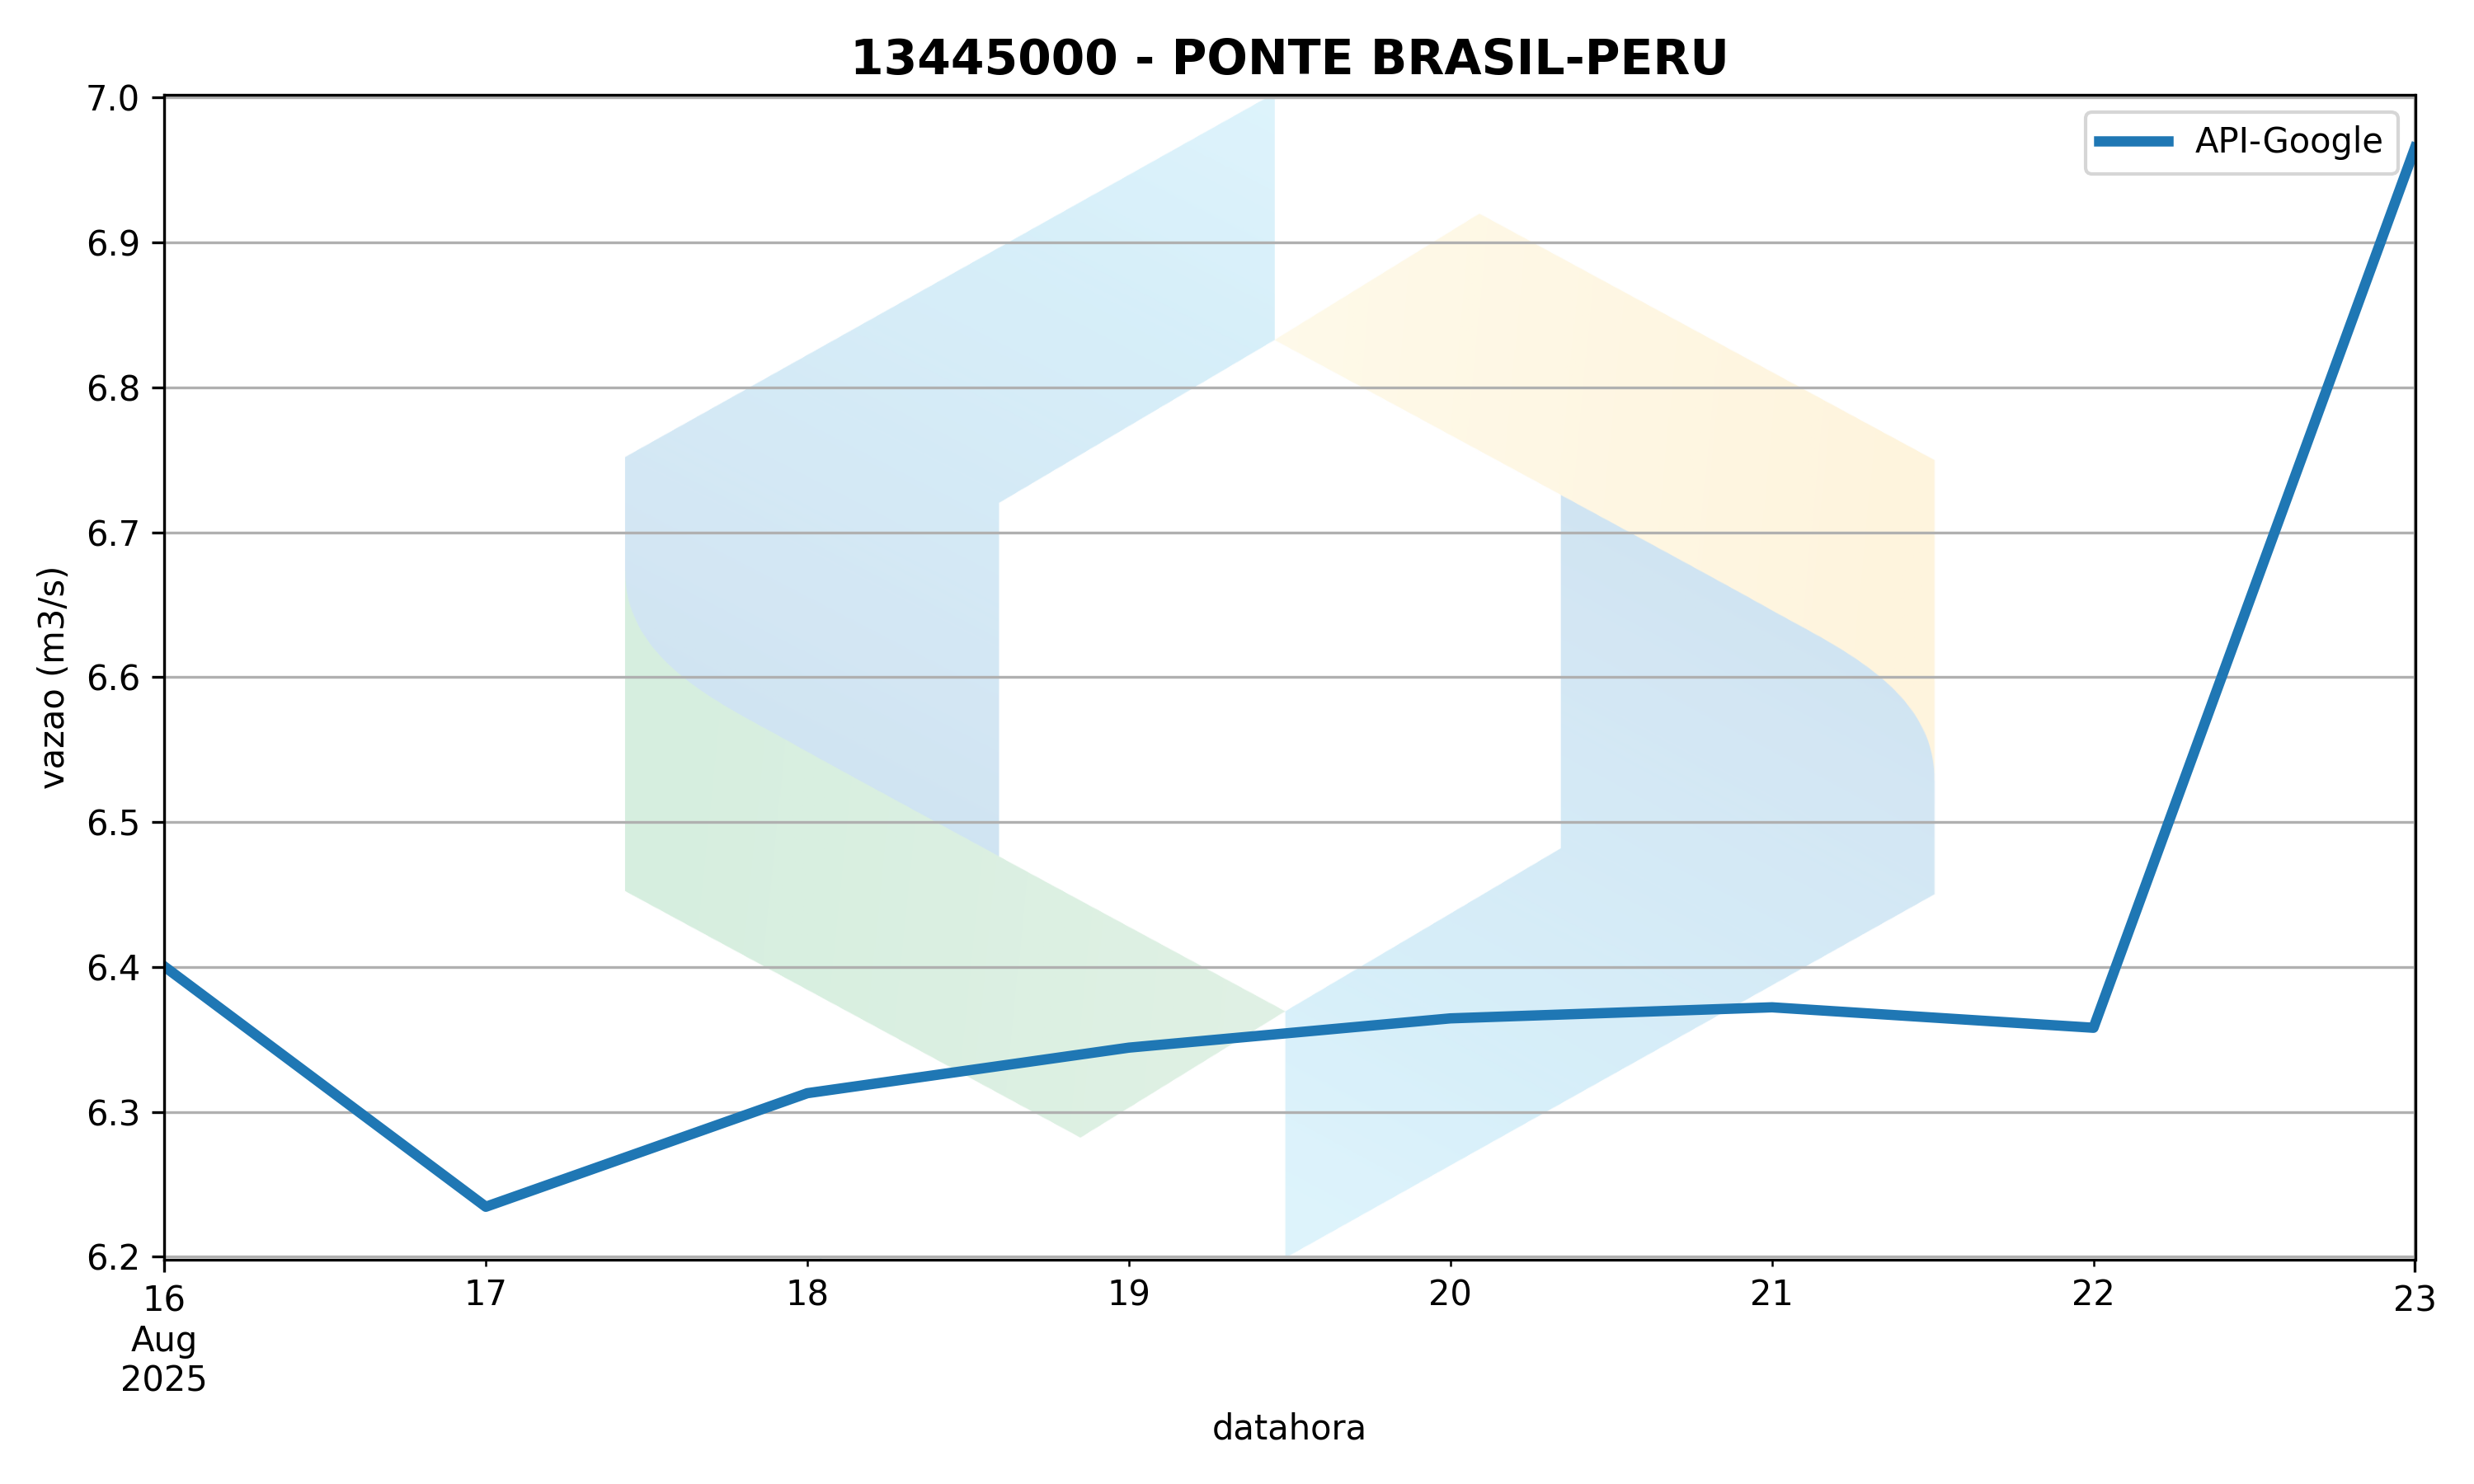 13445000 - PONTE BRASIL-PERU
API-Google
vazao (m3/s)
7.0
6.9
6.8
6.7
6.6
6.5
6.4
6.3
6.2
16 17 18 19 20 21 22 23
Aug
2025
datahora